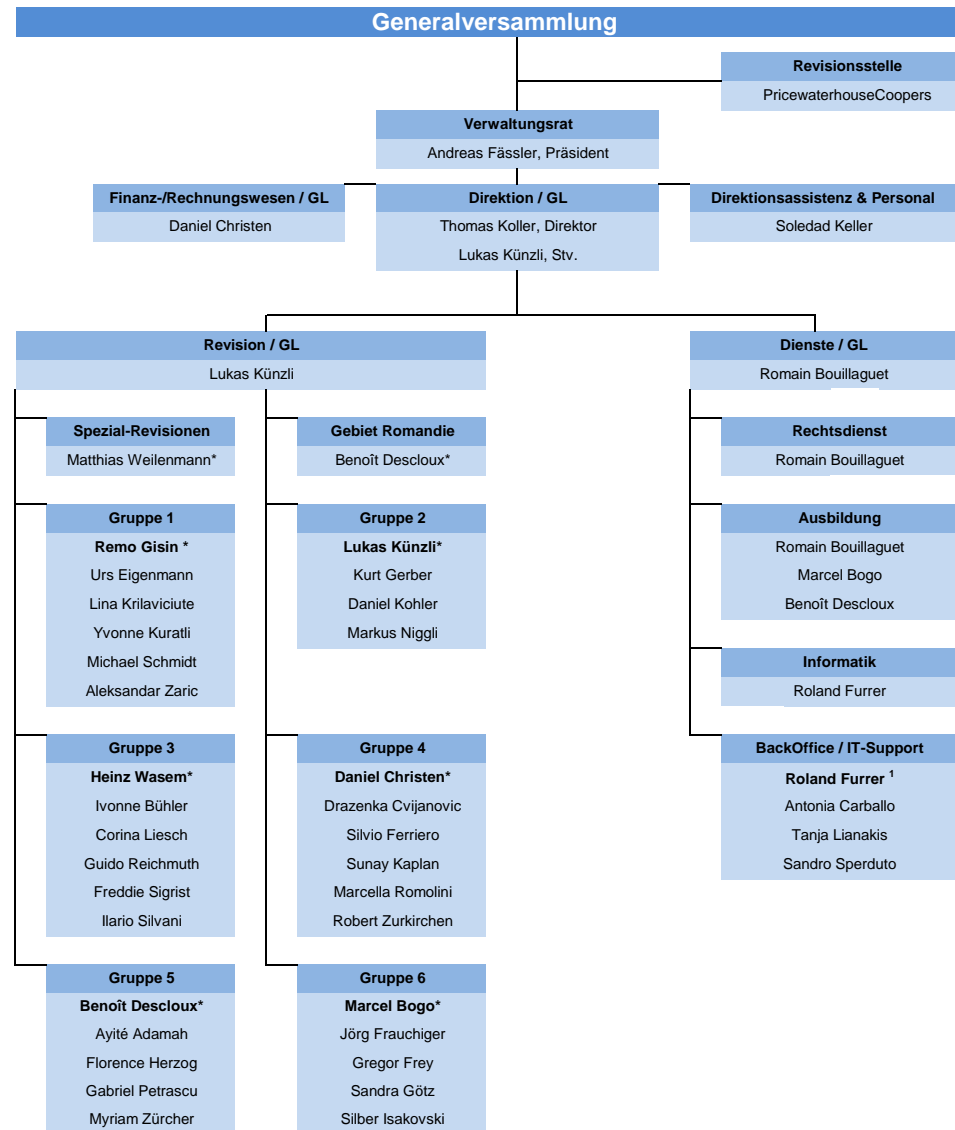 Generalversammlung
Revisionsstelle
PricewaterhouseCoopers
Verwaltungsrat
Andreas Fässler, Präsident
Finanz-/Rechnungswesen / GL
Daniel Christen
Direktion / GL
Thomas Koller, Direktor
Lukas Künzli, Stv.
Direktionsassistenz & Personal
Soledad Keller
Revision / GL
Lukas Künzli
Dienste / GL
Romain Bouillaguet
Spezial-Revisionen
Matthias Weilenmann*
Gebiet Romandie
Benoît Descloux*
Rechtsdienst
Romain Bouillaguet
Gruppe 1
Remo Gisin *
Urs Eigenmann
Lina Krilaviciute
Yvonne Kuratli
Michael Schmidt
Aleksandar Zaric
Gruppe 2
Lukas Künzli*
Kurt Gerber
Daniel Kohler
Markus Niggli
Ausbildung
Romain Bouillaguet
Marcel Bogo
Benoît Descloux
Informatik
Roland Furrer
Gruppe 3
Heinz Wasem*
Ivonne Bühler
Corina Liesch
Guido Reichmuth
Freddie Sigrist
Ilario Silvani
Gruppe 4
Daniel Christen*
Drazenka Cvijanovic
Silvio Ferriero
Sunay Kaplan
Marcella Romolini
Robert Zurkirchen
BackOffice / IT-Support
Roland Furrer ¹
Antonia Carballo
Tanja Lianakis
Sandro Sperduto
Gruppe 5
Benoît Descloux*
Ayité Adamah
Florence Herzog
Gabriel Petrascu
Myriam Zürcher
Gruppe 6
Marcel Bogo*
Jörg Frauchiger
Gregor Frey
Sandra Götz
Silber Isakovski